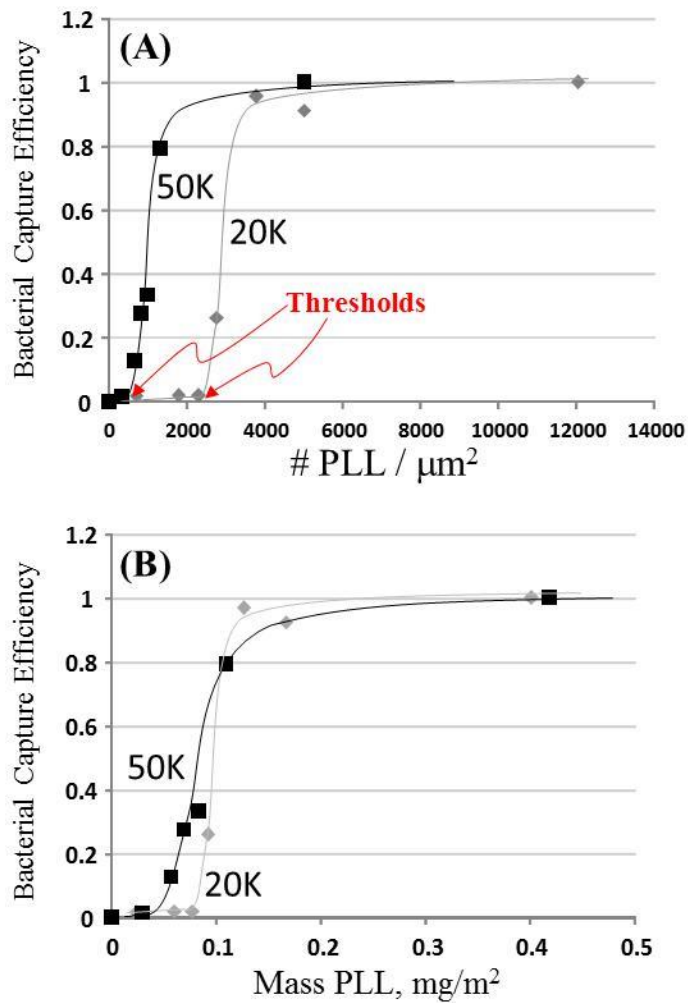 (A)
1.2
1
0.8
0.6
0.4
0.2
0
Bacterial Capture Efficiency
50K
20K
Thresholds
0 2000 4000 6000 8000 10000 12000 14000
# PLL / μm²
(B)
1.2
1
0.8
0.6
0.4
0.2
0
Bacterial Capture Efficiency
50K
20K
0 0.1 0.2 0.3 0.4 0.5
Mass PLL, mg/m²